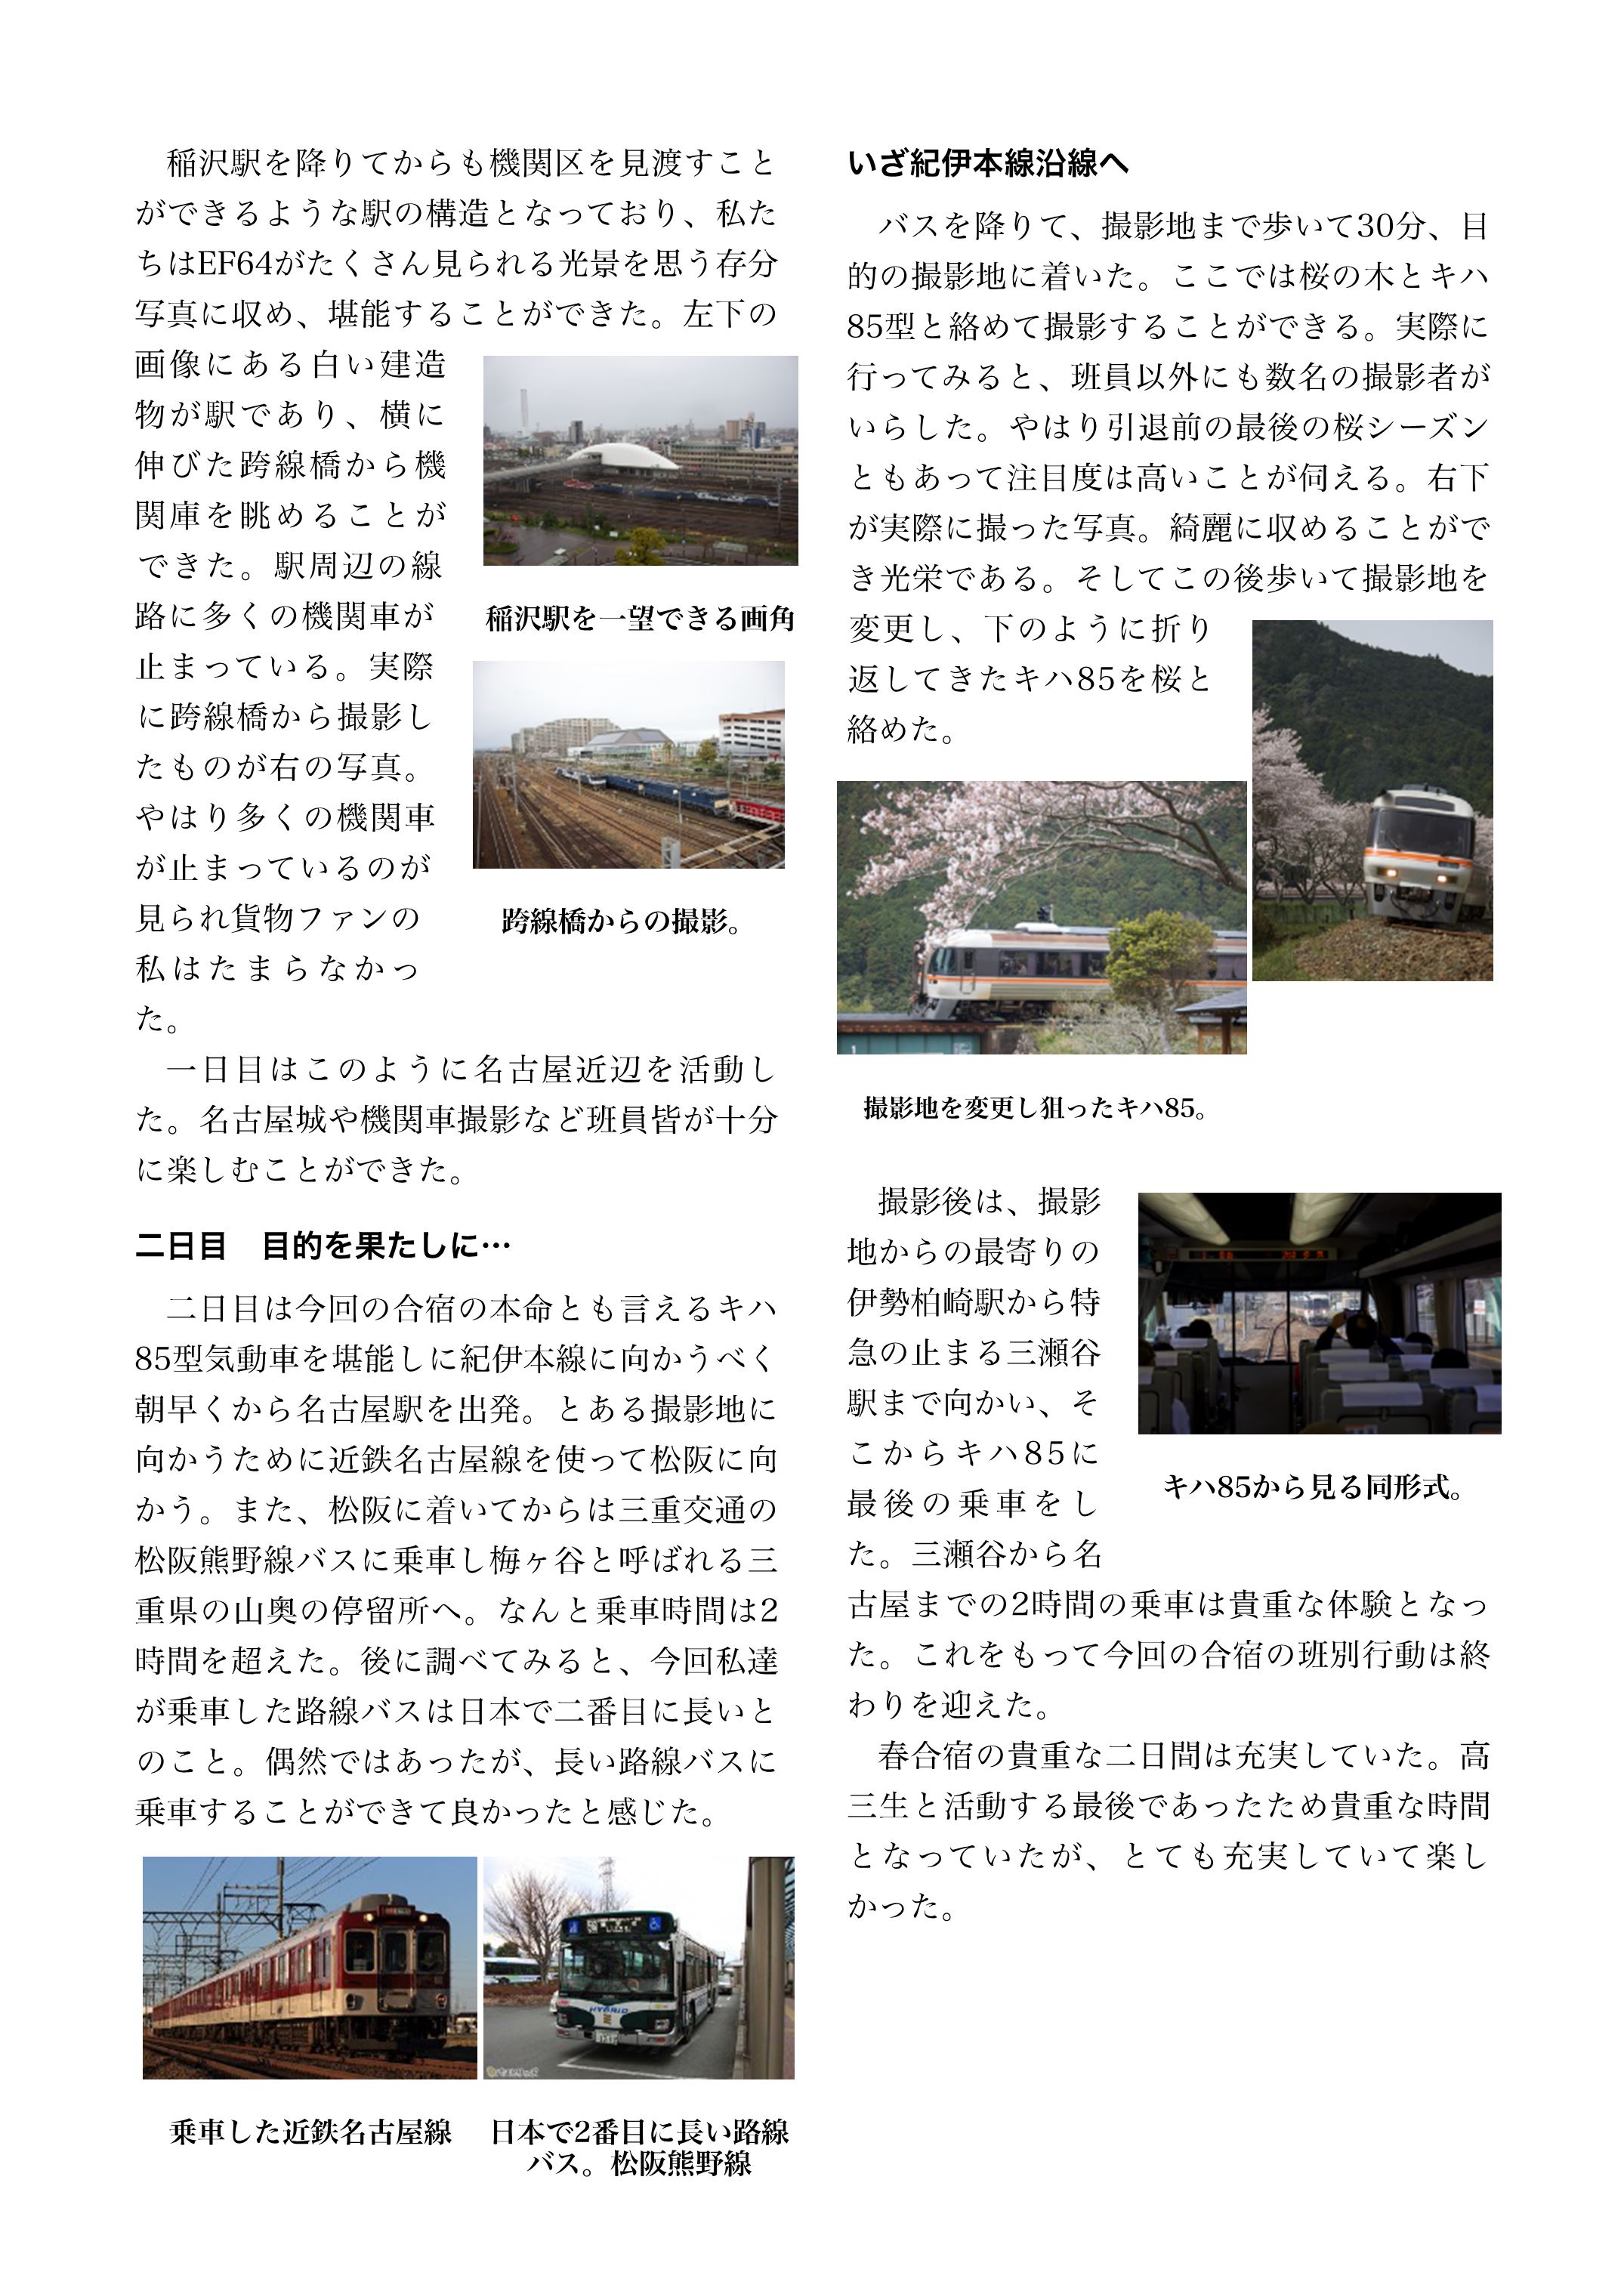 稲沢駅を降りてからも機関区を見渡すこと
ができるような駅の構造となっており、私た
ちはEF64がたくさん見られる光景を思う存分
写真に収め、堪能することができた。左下の
画像にある白い建造
物が駅であり、横に
伸びた跨線橋から機
関庫を眺めることが
できた。駅周辺の線
路に多くの機関車が
止まっている。実際
に跨線橋から撮影し
たものが右の写真。
やはり多くの機関車
が止まっているのが
見られ貨物ファンの
私はたまらなかっ
た。
稲沢駅を一望できる画角
跨線橋からの撮影。
一日目はこのように名古屋近辺を活動し
た。名古屋城や機関車撮影など班員皆が十分
に楽しむことができた。
二日目　目的を果たしに…
二日目は今回の合宿の本命とも言えるキハ
85型気動車を堪能しに紀伊本線に向かうべく
朝早くから名古屋駅を出発。とある撮影地に
向かうために近鉄名古屋線を使って松阪に向
かう。また、松阪に着いてからは三重交通の
松阪熊野線バスに乗車し梅ヶ谷と呼ばれる三
重県の山奥の停留所へ。なんと乗車時間は2
時間を超えた。後に調べてみると、今回私達
が乗車した路線バスは日本で二番目に長いと
のこと。偶然ではあったが、長い路線バスに
乗車することができて良かったと感じた。
HYBRID
乗車した近鉄名古屋線
日本で2番目に長い路線
バス。松阪熊野線
いざ紀伊本線沿線へ
バスを降りて、撮影地まで歩いて30分、目
的の撮影地に着いた。ここでは桜の木とキハ
85型と絡めて撮影することができる。実際に
行ってみると、班員以外にも数名の撮影者が
いらした。やはり引退前の最後の桜シーズン
ともあって注目度は高いことが伺える。右下
が実際に撮った写真。綺麗に収めることがで
き光栄である。そしてこの後歩いて撮影地を
変更し、下のように折り
返してきたキハ85を桜と
絡めた。
撮影地を変更し狙ったキハ85。
撮影後は、撮影
地からの最寄りの
伊勢柏崎駅から特
急の止まる三瀬谷
駅まで向かい、そ
こからキハ85に
最後の乗車をし
た。三瀬谷から名
古屋までの2時間の乗車は貴重な体験となっ
た。これをもって今回の合宿の班別行動は終
わりを迎えた。
キハ85から見る同形式。
春合宿の貴重な二日間は充実していた。高
三生と活動する最後であったため貴重な時間
となっていたが、とても充実していて楽し
かった。